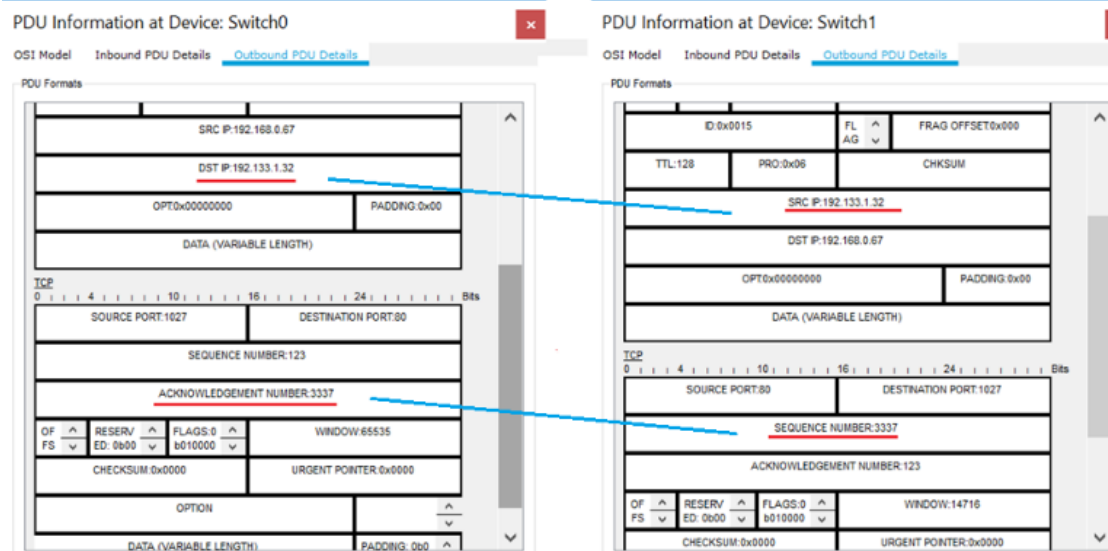 PDU Information at Device: Switch0
OSI Model Inbound PDU Details Outbound PDU Details
PDU Formats
SRC IP:192.168.0.67
DST IP:192.133.1.32
OPT:0x00000000 PADDING:0x00
DATA (VARIABLE LENGTH)
TCP
0 4 10 16 24 Bits
SOURCE PORT:1027 DESTINATION PORT:80
SEQUENCE NUMBER:123
ACKNOWLEDGEMENT NUMBER:3337
OF
FS
RESERV
ED: 0b00
FLAGS:0
b010000
WINDOW:65535
CHECKSUM:0x0000 URGENT POINTER:0x0000
OPTION
DATA (VARIABLE LENGTH) PADDING: 0b0
PDU Information at Device: Switch1
OSI Model Inbound PDU Details Outbound PDU Details
PDU Formats
ID:0x0015
FL
AG
FRAG OFFSET:0x000
TTL:128 PRO:0x06 CHKSUM
SRC IP:192.133.1.32
DST IP:192.168.0.67
OPT:0x00000000 PADDING:0x00
DATA (VARIABLE LENGTH)
TCP
0 4 10 16 24 Bits
SOURCE PORT:80 DESTINATION PORT:1027
SEQUENCE NUMBER:3337
ACKNOWLEDGEMENT NUMBER:123
OF
FS
RESERV
ED: 0b00
FLAGS:0
b010000
WINDOW:14716
CHECKSUM:0x0000 URGENT POINTER:0x0000